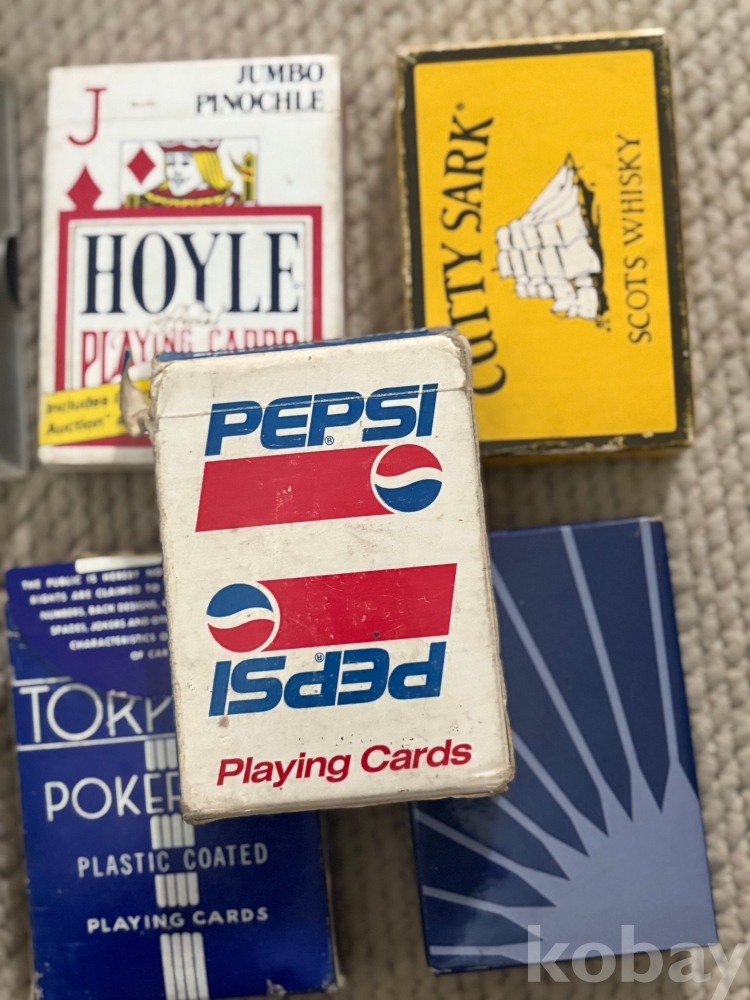 J
JUMBO
PINOCHLE
HOYLE
PLAYING CARDS
Includes
Auction"
CUTTY SARK
SCOTS WHISKY
PEPSI®
PEPSI®
Playing Cards
THE PUBLIC IS HEREBY
RIGHTS ARE CLAIMED TO
NUMBERS, BACK DESIGNS,
SPADES, JOKERS AND
CHARACTERISTICS
OF
POKER
PLASTIC COATED
PLAYING CARDS
kobay